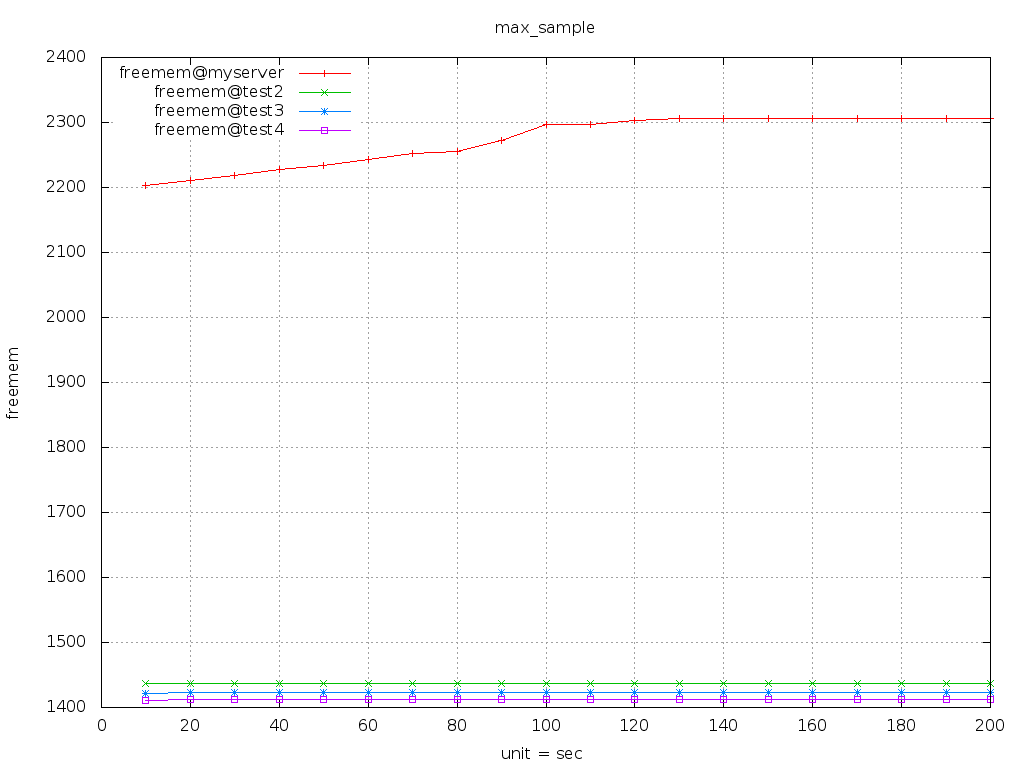 max_sample
2400
2300
2200
2100
2000
1900
1800
1700
1600
1500
1400
freemem
freemem@myserver
freemem@test2
freemem@test3
freemem@test4
0 20 40 60 80 100 120 140 160 180 200
unit = sec